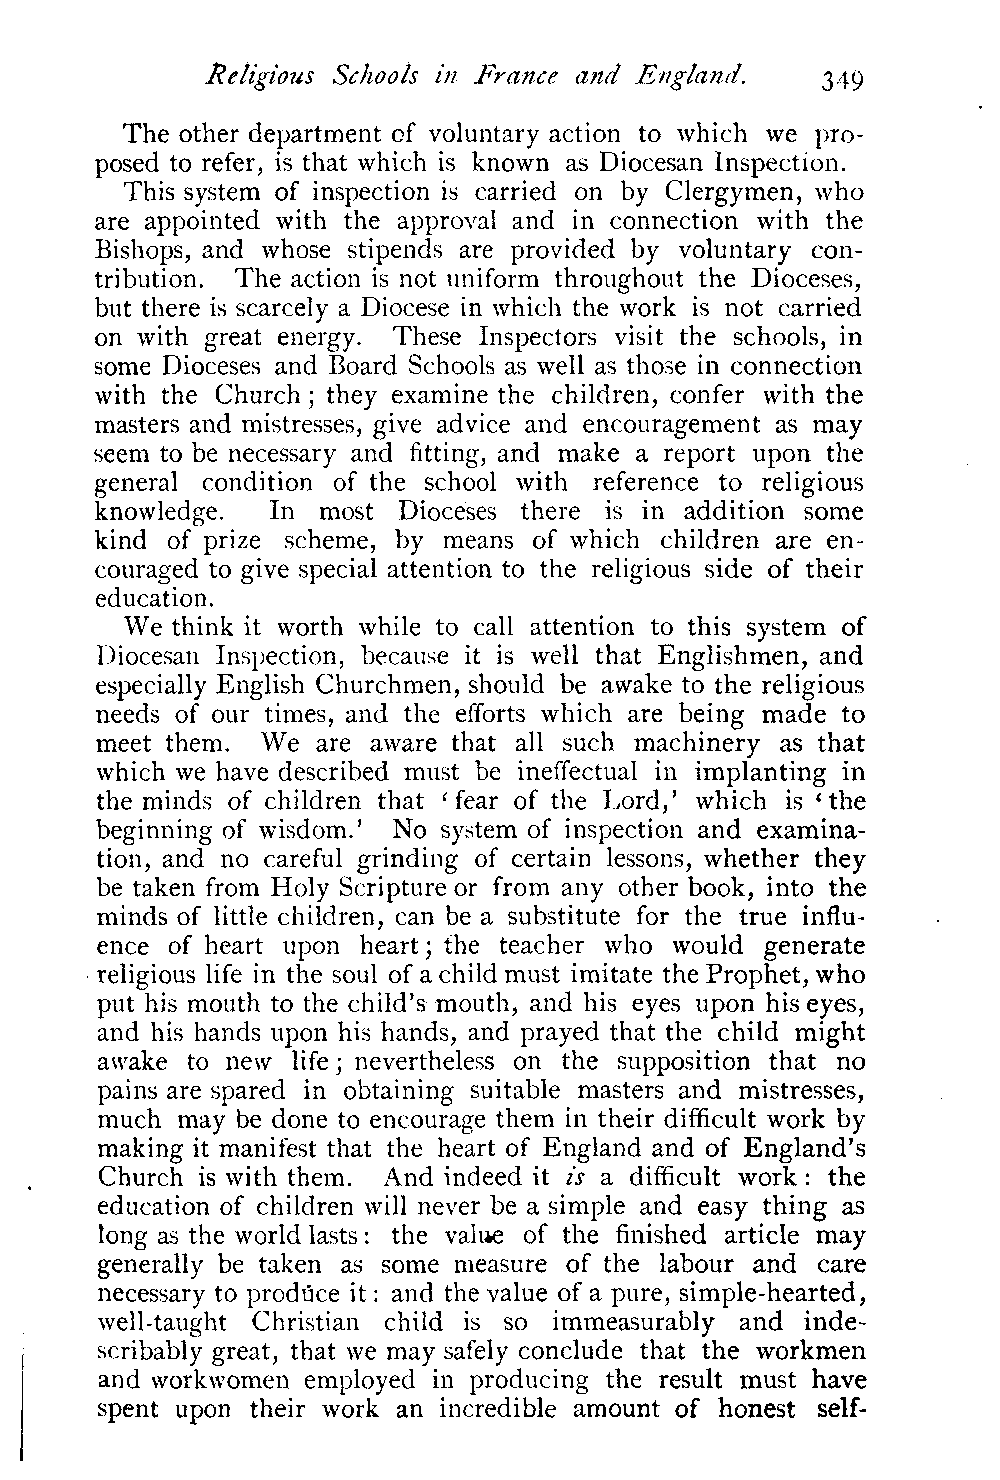 Religious Schools in France and England. 349
The other department of voluntary action to which we pro-
posed to refer, is that which is known as Diocesan Inspection.
This system of inspection is carried on by Clergymen, who
are appointed with the approval and in connection with the
Bishops, and whose stipends are provided by voluntary con-
tribution. The action is not uniform throughout the Dioceses,
but there is scarcely a Diocese in which the work is not carried
on with great energy. These Inspectors visit the schools, in
some Dioceses and Board Schools as well as those in connection
with the Church ; they examine the children, confer with the
masters and mistresses, give advice and encouragement as may
seem to be necessary and fitting, and make a report upon the
general condition of the school with reference to religious
knowledge. In most Dioceses there is in addition some
kind of prize scheme, by means of which children are en-
couraged to give special attention to the religious side of their
education.
We think it worth while to call attention to this system of
Diocesan Inspection, because it is well that Englishmen, and
especially English Churchmen, should be awake to the religious
needs of our times, and the efforts which are being made to
meet them. We are aware that all such machinery as that
which we have described must be ineffectual in implanting in
the minds of children that ‘ fear of the Lord,’ which is ‘ the
beginning of wisdom.’ No system of inspection and examina-
tion, and no careful grinding of certain lessons, whether they
be taken from Holy Scripture or from any other book, into the
minds of little children, can be a substitute for the true influ-
ence of heart upon heart ; the teacher who would generate
religious life in the soul of a child must imitate the Prophet, who
put his mouth to the child's mouth, and his eyes upon his eyes,
and his hands upon his hands, and prayed that the child might
awake to new life ; nevertheless on the supposition that no
pains are spared in obtaining suitable masters and mistresses,
much may be done to encourage them in their difficult work by
making it manifest that the heart of England and of England's
Church is with them. And indeed it is a difficult work : the
education of children will never be a simple and easy thing as
long as the world lasts : the value of the finished article may
generally be taken as some measure of the labour and care
necessary to produce it : and the value of a pure, simple-hearted,
well-taught Christian child is so immeasurably and inde-
scribably great, that we may safely conclude that the workmen
and workwomen employed in producing the result must have
spent upon their work an incredible amount of honest self-